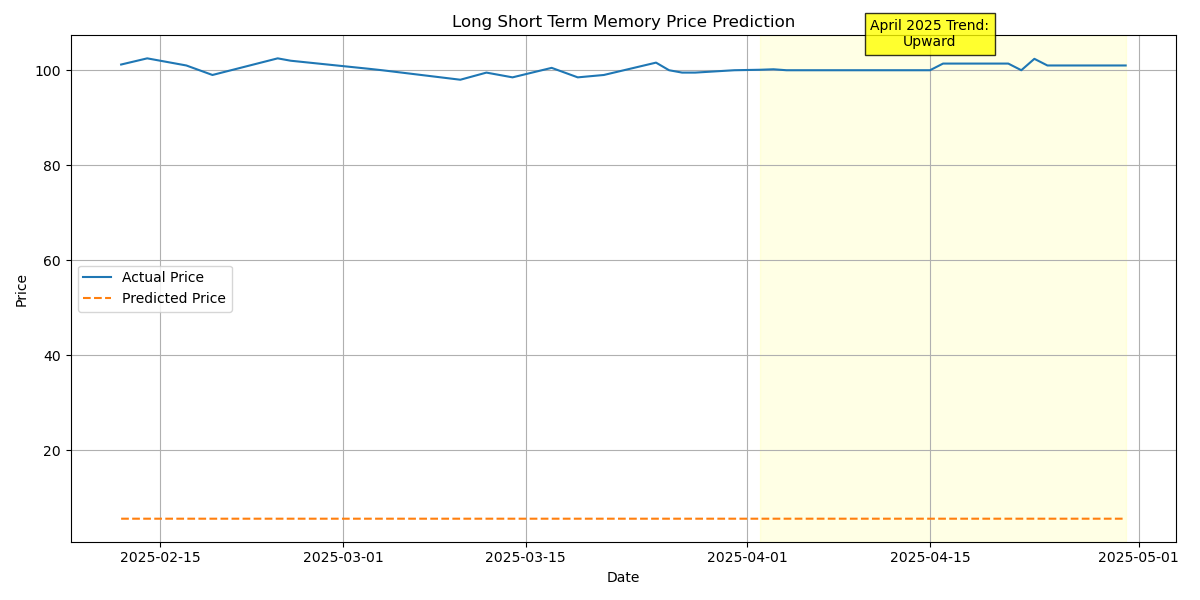 Long Short Term Memory Price Prediction
April 2025 Trend:
Upward
100
80
60
40
20
Price
Actual Price
Predicted Price
2025-02-15
2025-03-01
2025-03-15
2025-04-01
2025-04-15
2025-05-01
Date